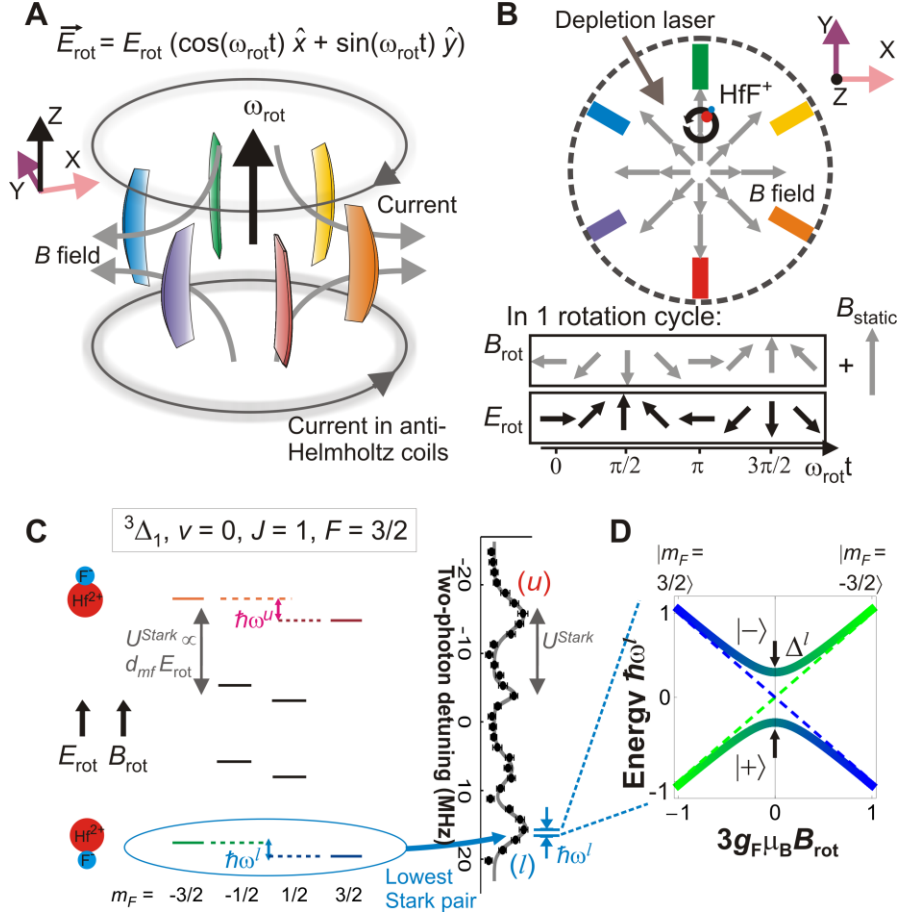 A
E⃗rot = Erot (cos(ωrott) x̂ + sin(ωrott) ŷ)
Z
Y
X
ωrot
Current
B field
Current in anti-
Helmholtz coils
B
Depletion laser
HfF+
Y
Z
X
B field
In 1 rotation cycle:
Brot
+
Bstatic
Erot
0
π/2
π
3π/2
ωrott
C
³Δ₁, v = 0, J = 1, F = 3/2
F-
Hf2+
ħωu
UStark ∝
dmf Erot
Erot
Brot
Hf2+
F-
ħωl
mF =
-3/2
-1/2
1/2
3/2
Lowest
Stark pair
Two-photon detuning (MHz)
-20
-10
0
10
20
(u)
UStark
(l)
ħωl
D
|mF =
3/2⟩
|mF =
-3/2⟩
Energy ħωl
1
0
-1
|−⟩
Δl
|+⟩
−1
0
1
3gFμBBrot